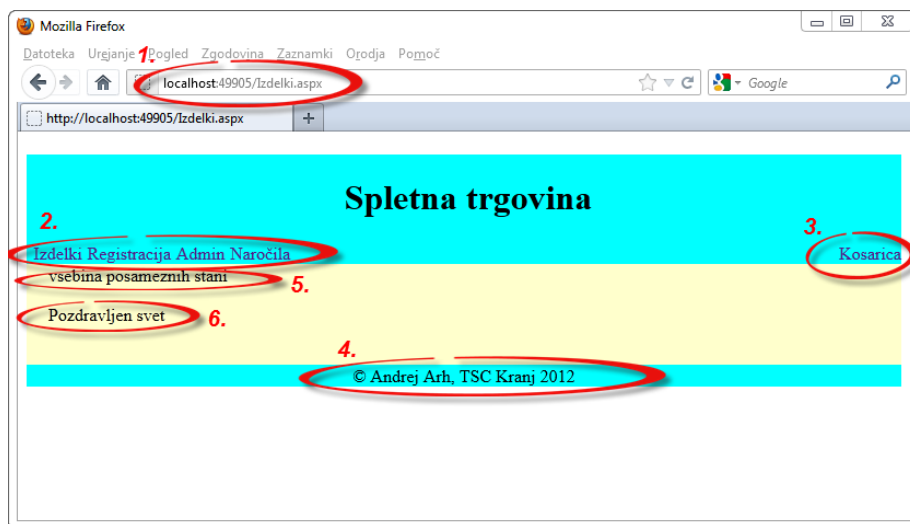 Mozilla Firefox
Datoteka Urejanje Pogled Zgodovina Zaznamki Orodja Pomoč
1.
localhost:49905/Izdelki.aspx
Google
http://localhost:49905/Izdelki.aspx
Spletna trgovina
2.
3.
Izdelki Registracija Admin Naročila
Kosarica
vsebina posameznih stani
5.
Pozdravljen svet
6.
4.
© Andrej Arh, TSC Kranj 2012